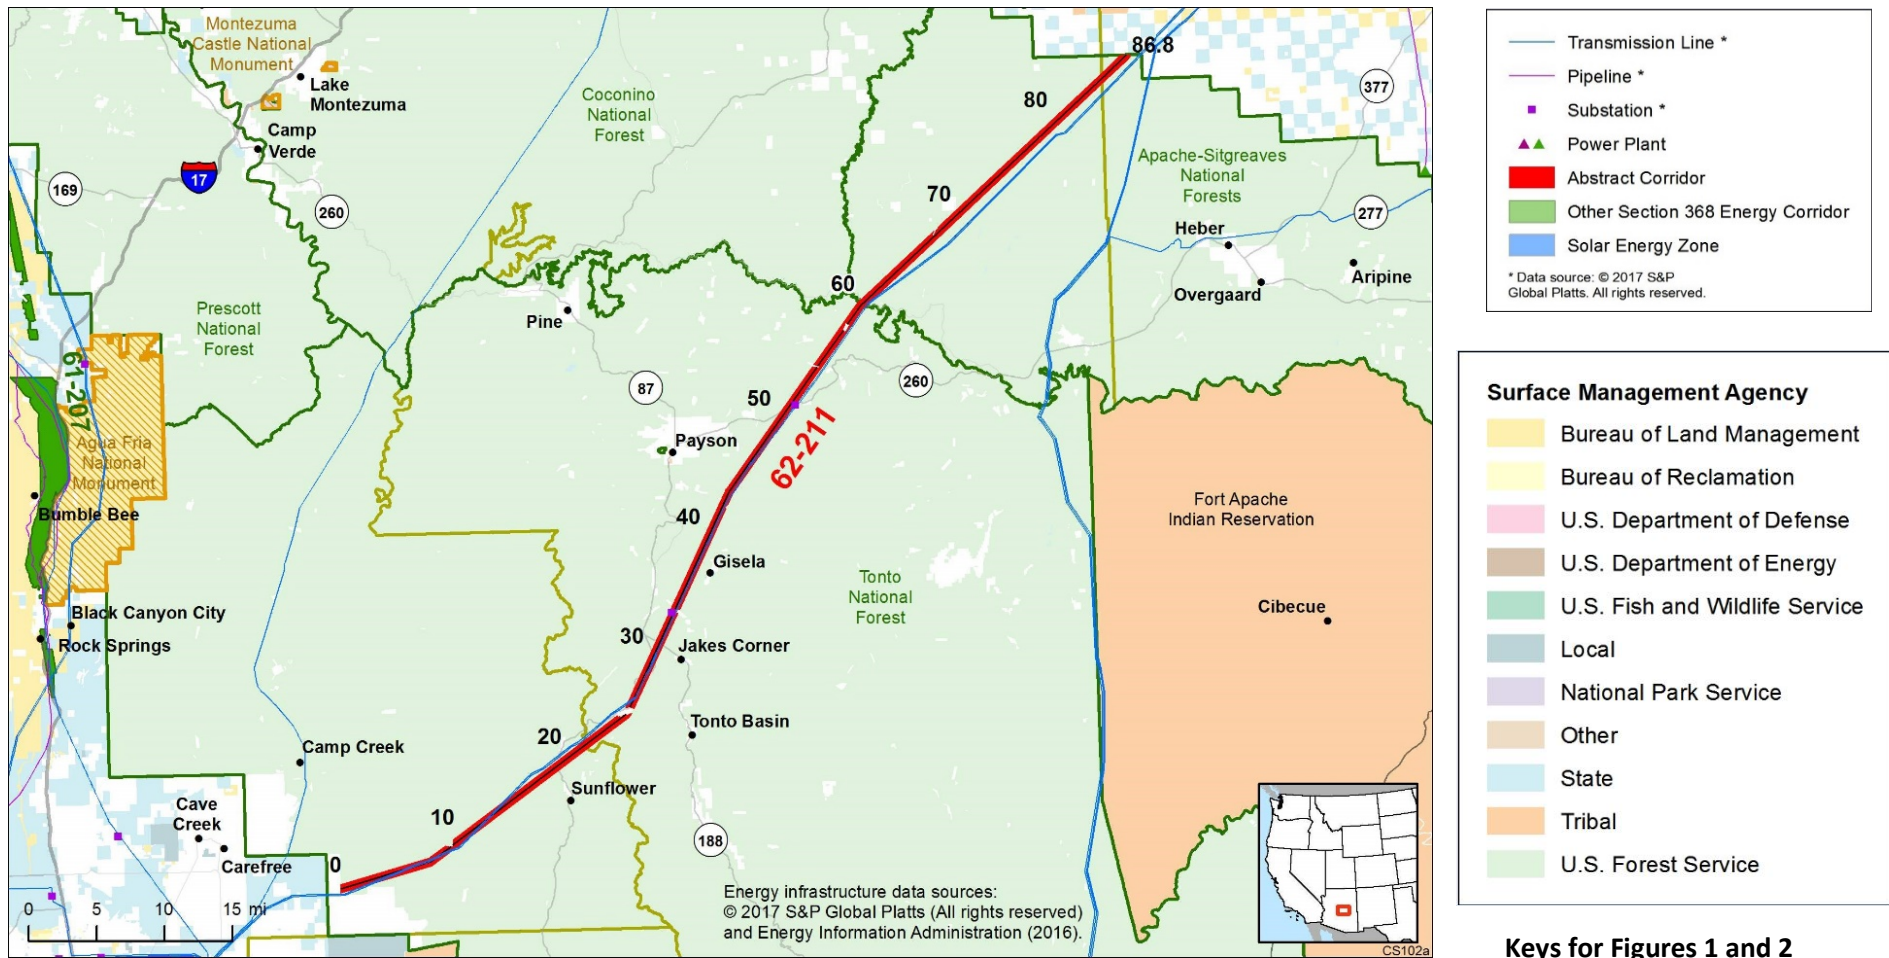 Montezuma
Castle National
Monument
Lake
Montezuma
Camp
Verde
17
169
260
Coconino
National
Forest
86.8
80
377
Apache-Sitgreaves
National
Forests
70
277
Heber
Aripine
Overgaard
60
Prescott
National
Forest
Pine
61-207
87
260
50
62-211
Payson
Agua Fria
National
Monument
Bumble Bee
40
Fort Apache
Indian Reservation
Gisela
Tonto
National
Forest
Cibecue
Black Canyon City
Rock Springs
30
Jakes Corner
Tonto Basin
20
Camp Creek
Sunflower
Cave
Creek
Carefree
10
0
188
0 5 10 15 mi
Energy infrastructure data sources:
© 2017 S&P Global Platts (All rights reserved)
and Energy Information Administration (2016).
CS102a
Transmission Line *
Pipeline *
Substation *
Power Plant
Abstract Corridor
Other Section 368 Energy Corridor
Solar Energy Zone
* Data source: © 2017 S&P
Global Platts. All rights reserved.
Surface Management Agency
Bureau of Land Management
Bureau of Reclamation
U.S. Department of Defense
U.S. Department of Energy
U.S. Fish and Wildlife Service
Local
National Park Service
Other
State
Tribal
U.S. Forest Service
Keys for Figures 1 and 2